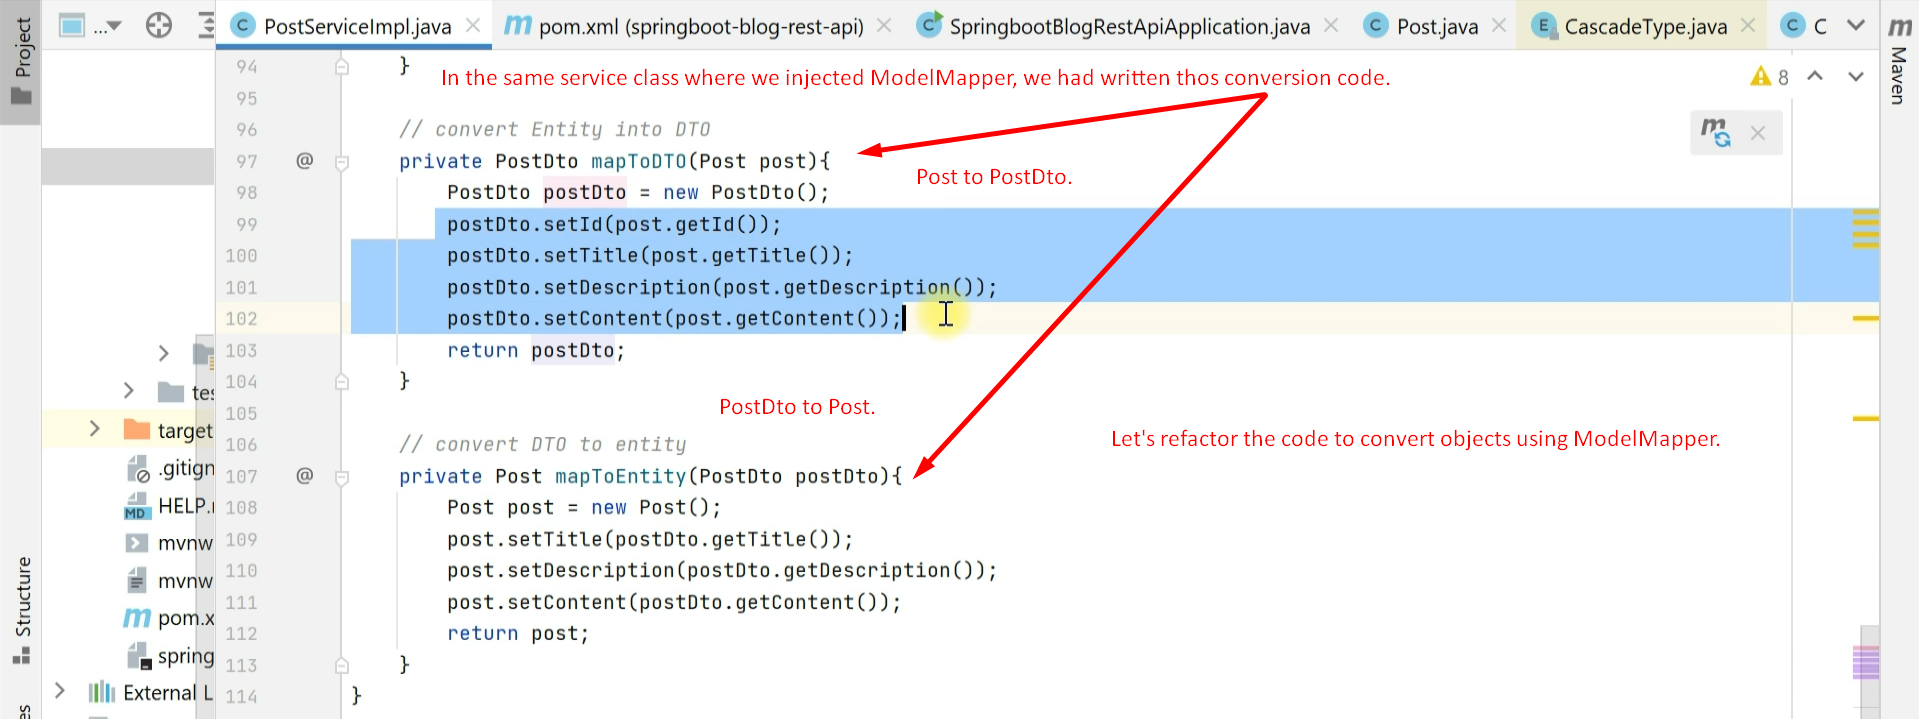 Project
...
PostServiceImpl.java
pom.xml (springboot-blog-rest-api)
SpringbootBlogRestApiApplication.java
Post.java
CascadeType.java
C
Maven
8
In the same service class where we injected ModelMapper, we had written thos conversion code.
94 }
95
96 // convert Entity into DTO
97 @ private PostDto mapToDTO(Post post){
Post to PostDto.
98 PostDto postDto = new PostDto();
99 postDto.setId(post.getId());
100 postDto.setTitle(post.getTitle());
101 postDto.setDescription(post.getDescription());
102 postDto.setContent(post.getContent());
103 return postDto;
104 }
105
PostDto to Post.
Let's refactor the code to convert objects using ModelMapper.
106 // convert DTO to entity
107 @ private Post mapToEntity(PostDto postDto){
108 Post post = new Post();
109 post.setTitle(postDto.getTitle());
110 post.setDescription(postDto.getDescription());
111 post.setContent(postDto.getContent());
112 return post;
113 }
114 }
tes
target
.gitign
MD HELP.
mvnw
mvnw
pom.x
spring
External L
Structure